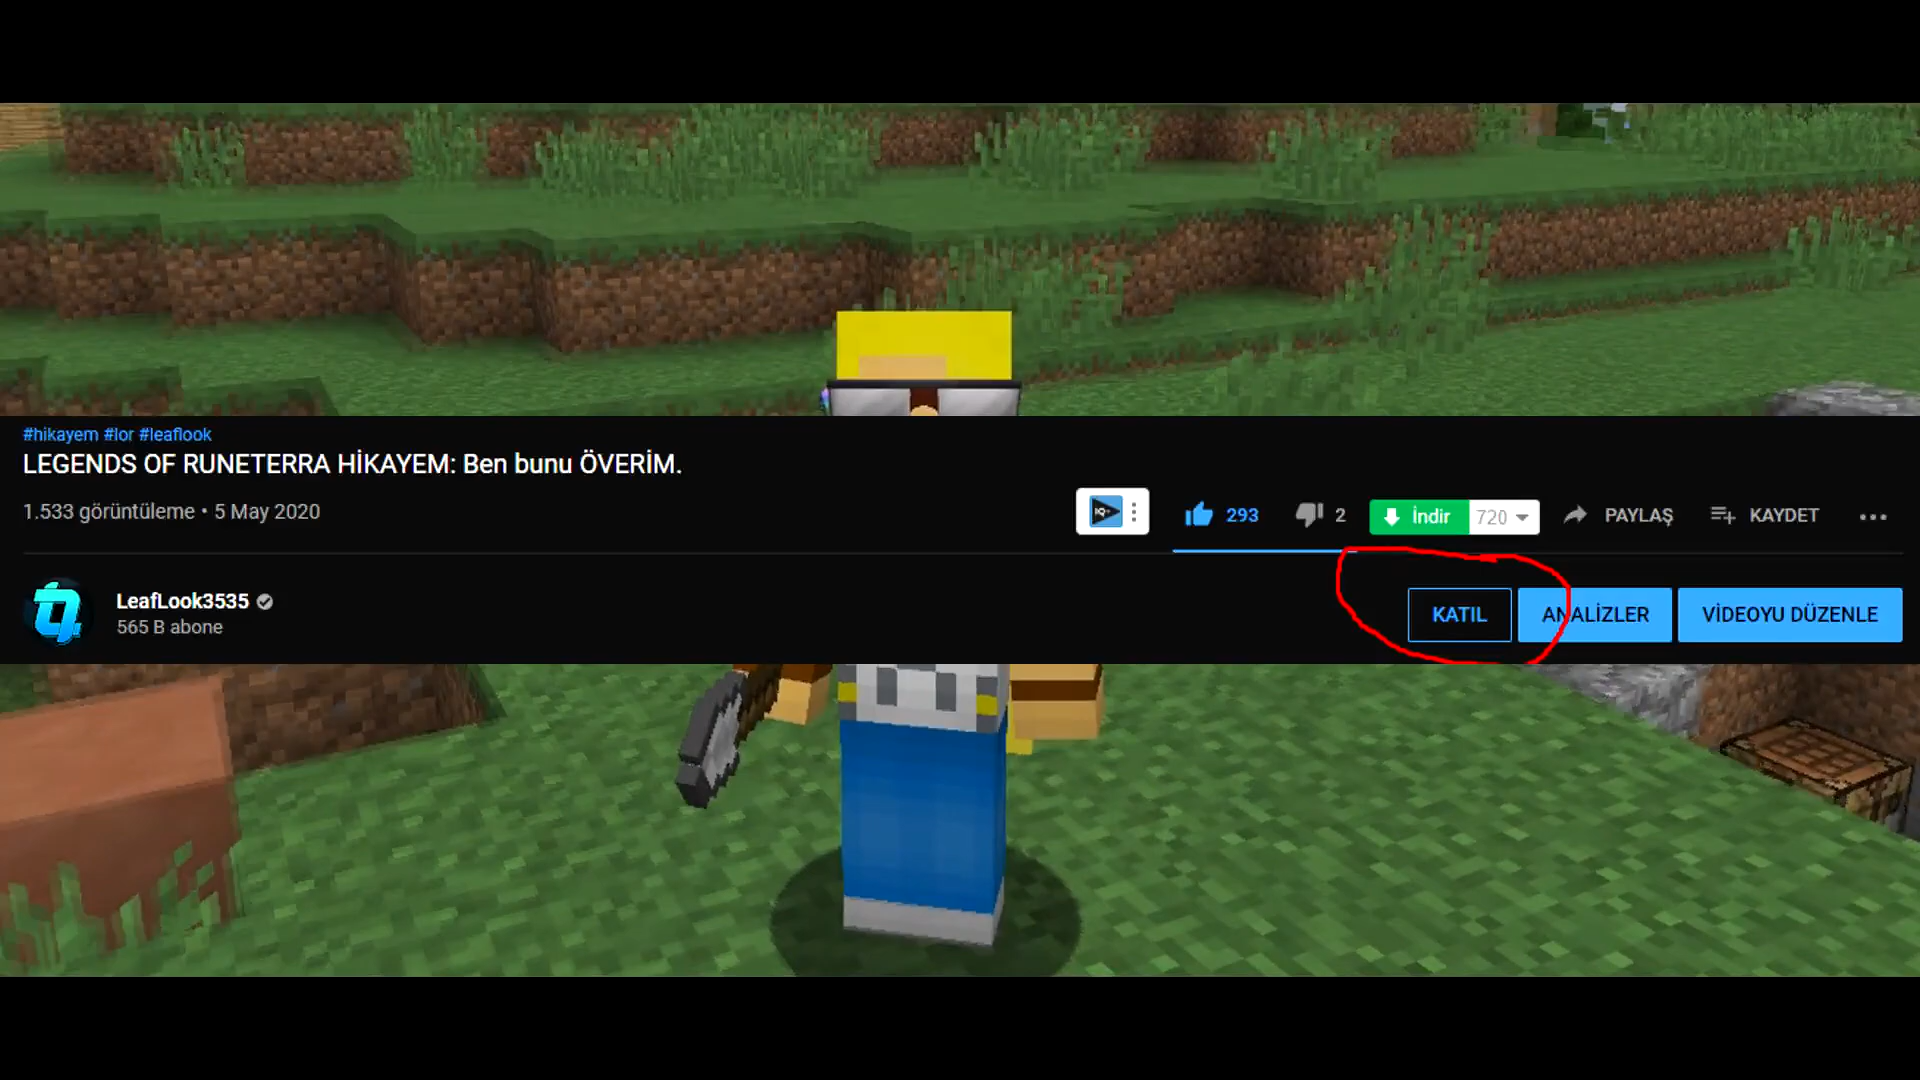 #hikayem #lor #leaflook
LEGENDS OF RUNETERRA HİKAYEM: Ben bunu ÖVERİM.
1.533 görüntüleme • 5 May 2020
IQ
293
2
İndir
720
PAYLAŞ
KAYDET
LeafLook3535
565 B abone
KATIL
ANALİZLER
VİDEOYU DÜZENLE